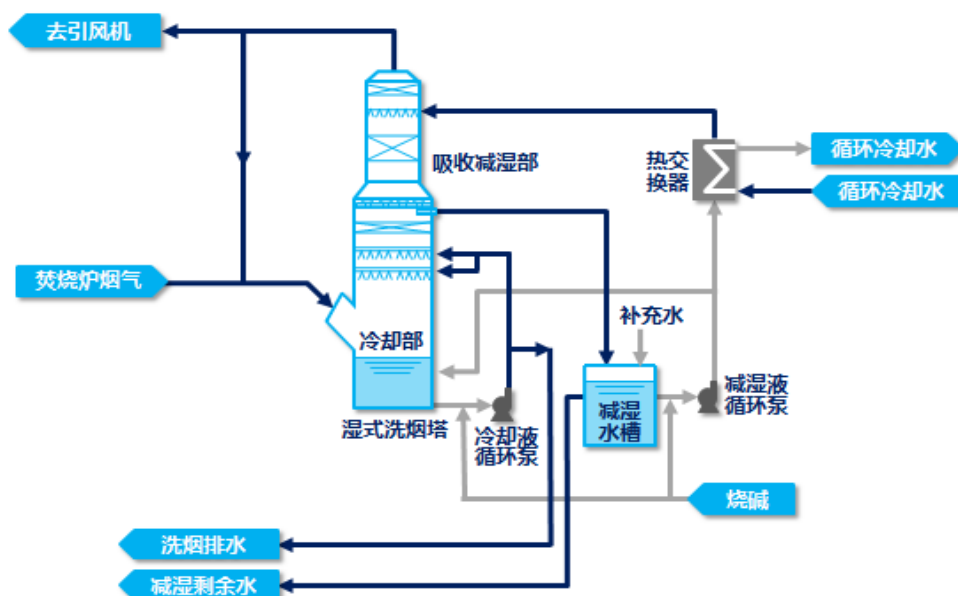 去引风机
吸收减湿部
热交
换器
循环冷却水
循环冷却水
焚烧炉烟气
冷却部
补充水
湿式洗烟塔
冷却液
循环泵
减湿
水槽
减湿液
循环泵
烧碱
洗烟排水
减湿剩余水